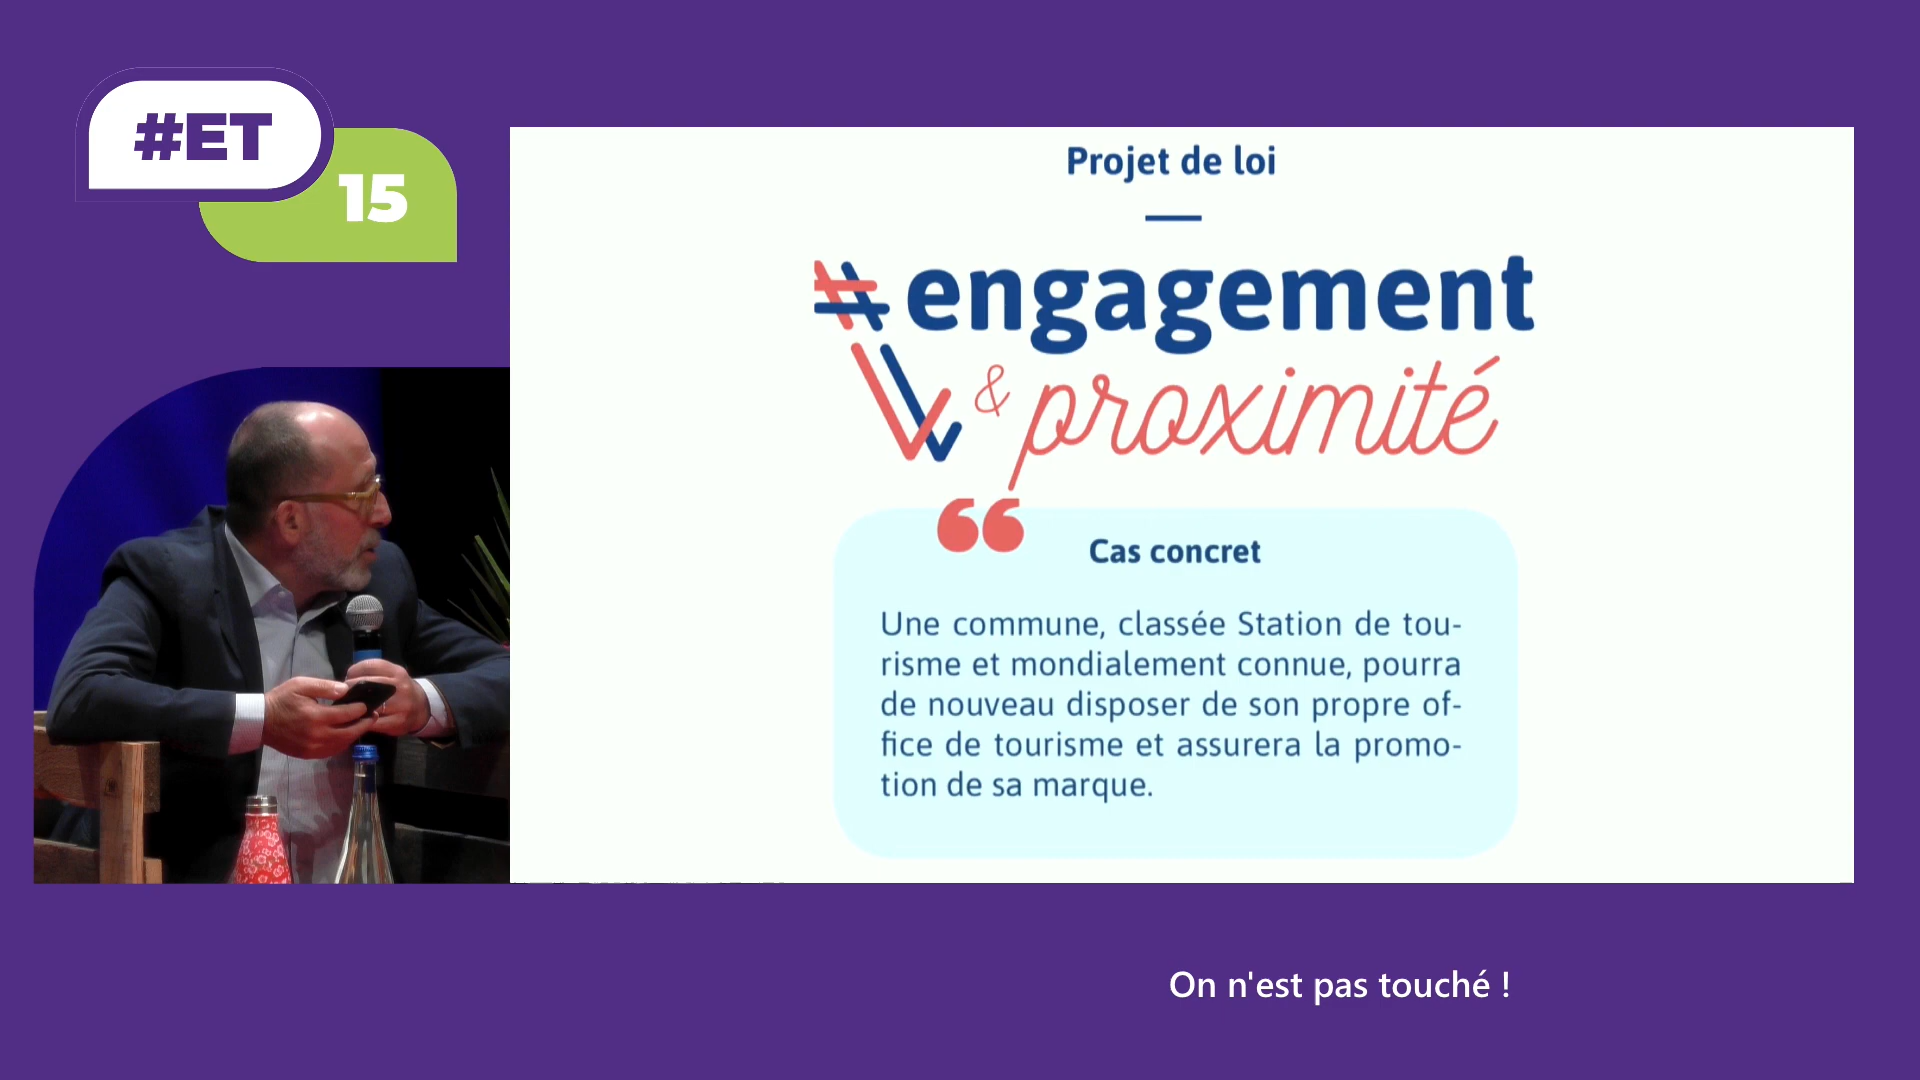 #ET
15
Projet de loi
#engagement
& proximité
“
Cas concret
Une commune, classée Station de tou-
risme et mondialement connue, pourra
de nouveau disposer de son propre of-
fice de tourisme et assurera la promo-
tion de sa marque.
On n'est pas touché !